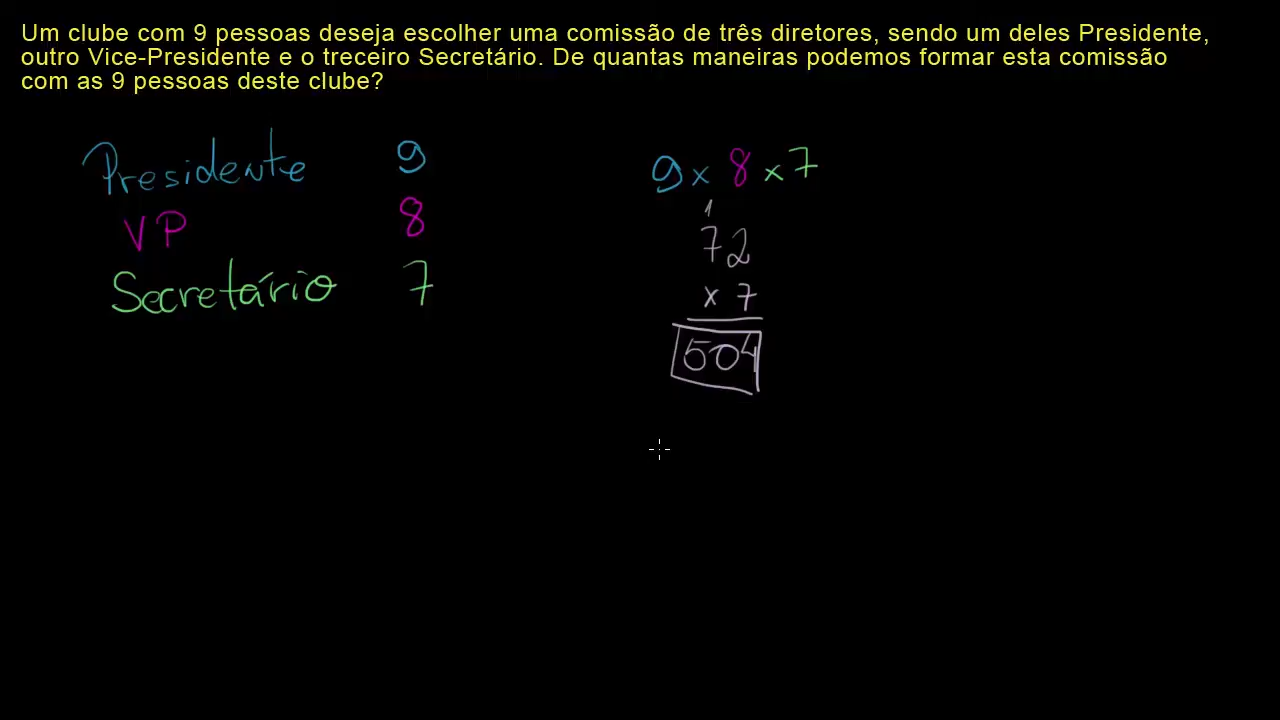 Um clube com 9 pessoas deseja escolher uma comissão de três diretores, sendo um deles Presidente,
outro Vice-Presidente e o treceiro Secretário. De quantas maneiras podemos formar esta comissão
com as 9 pessoas deste clube?
Presidente 9
VP 8
Secretário 7
9 x 8 x 7
1
72
x 7
504